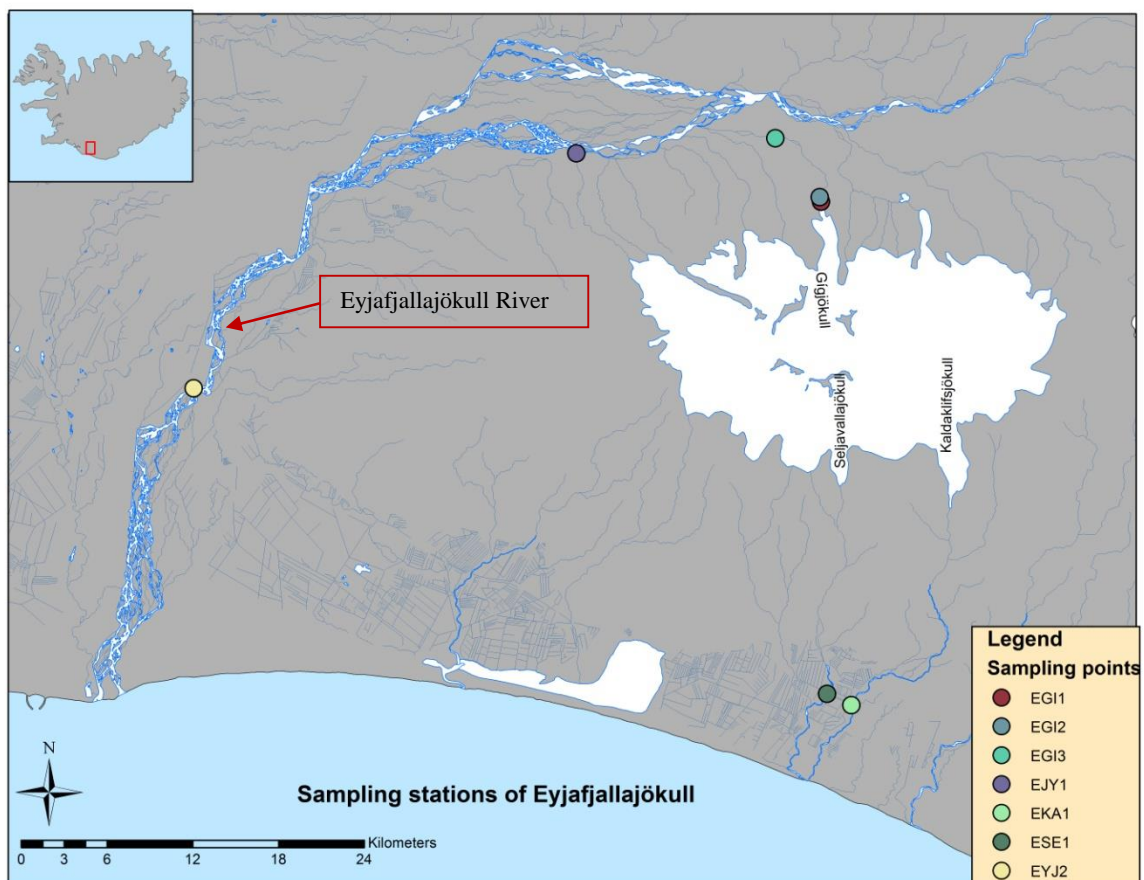 Eyjafjallajökull River
Gígjökull
Seljavallajökull
Kaldaklifsjökull
N
Sampling stations of Eyjafjallajökull
Kilometers
0 3 6 12 18 24
Legend
Sampling points
EGI1
EGI2
EGI3
EJY1
EKA1
ESE1
EYJ2